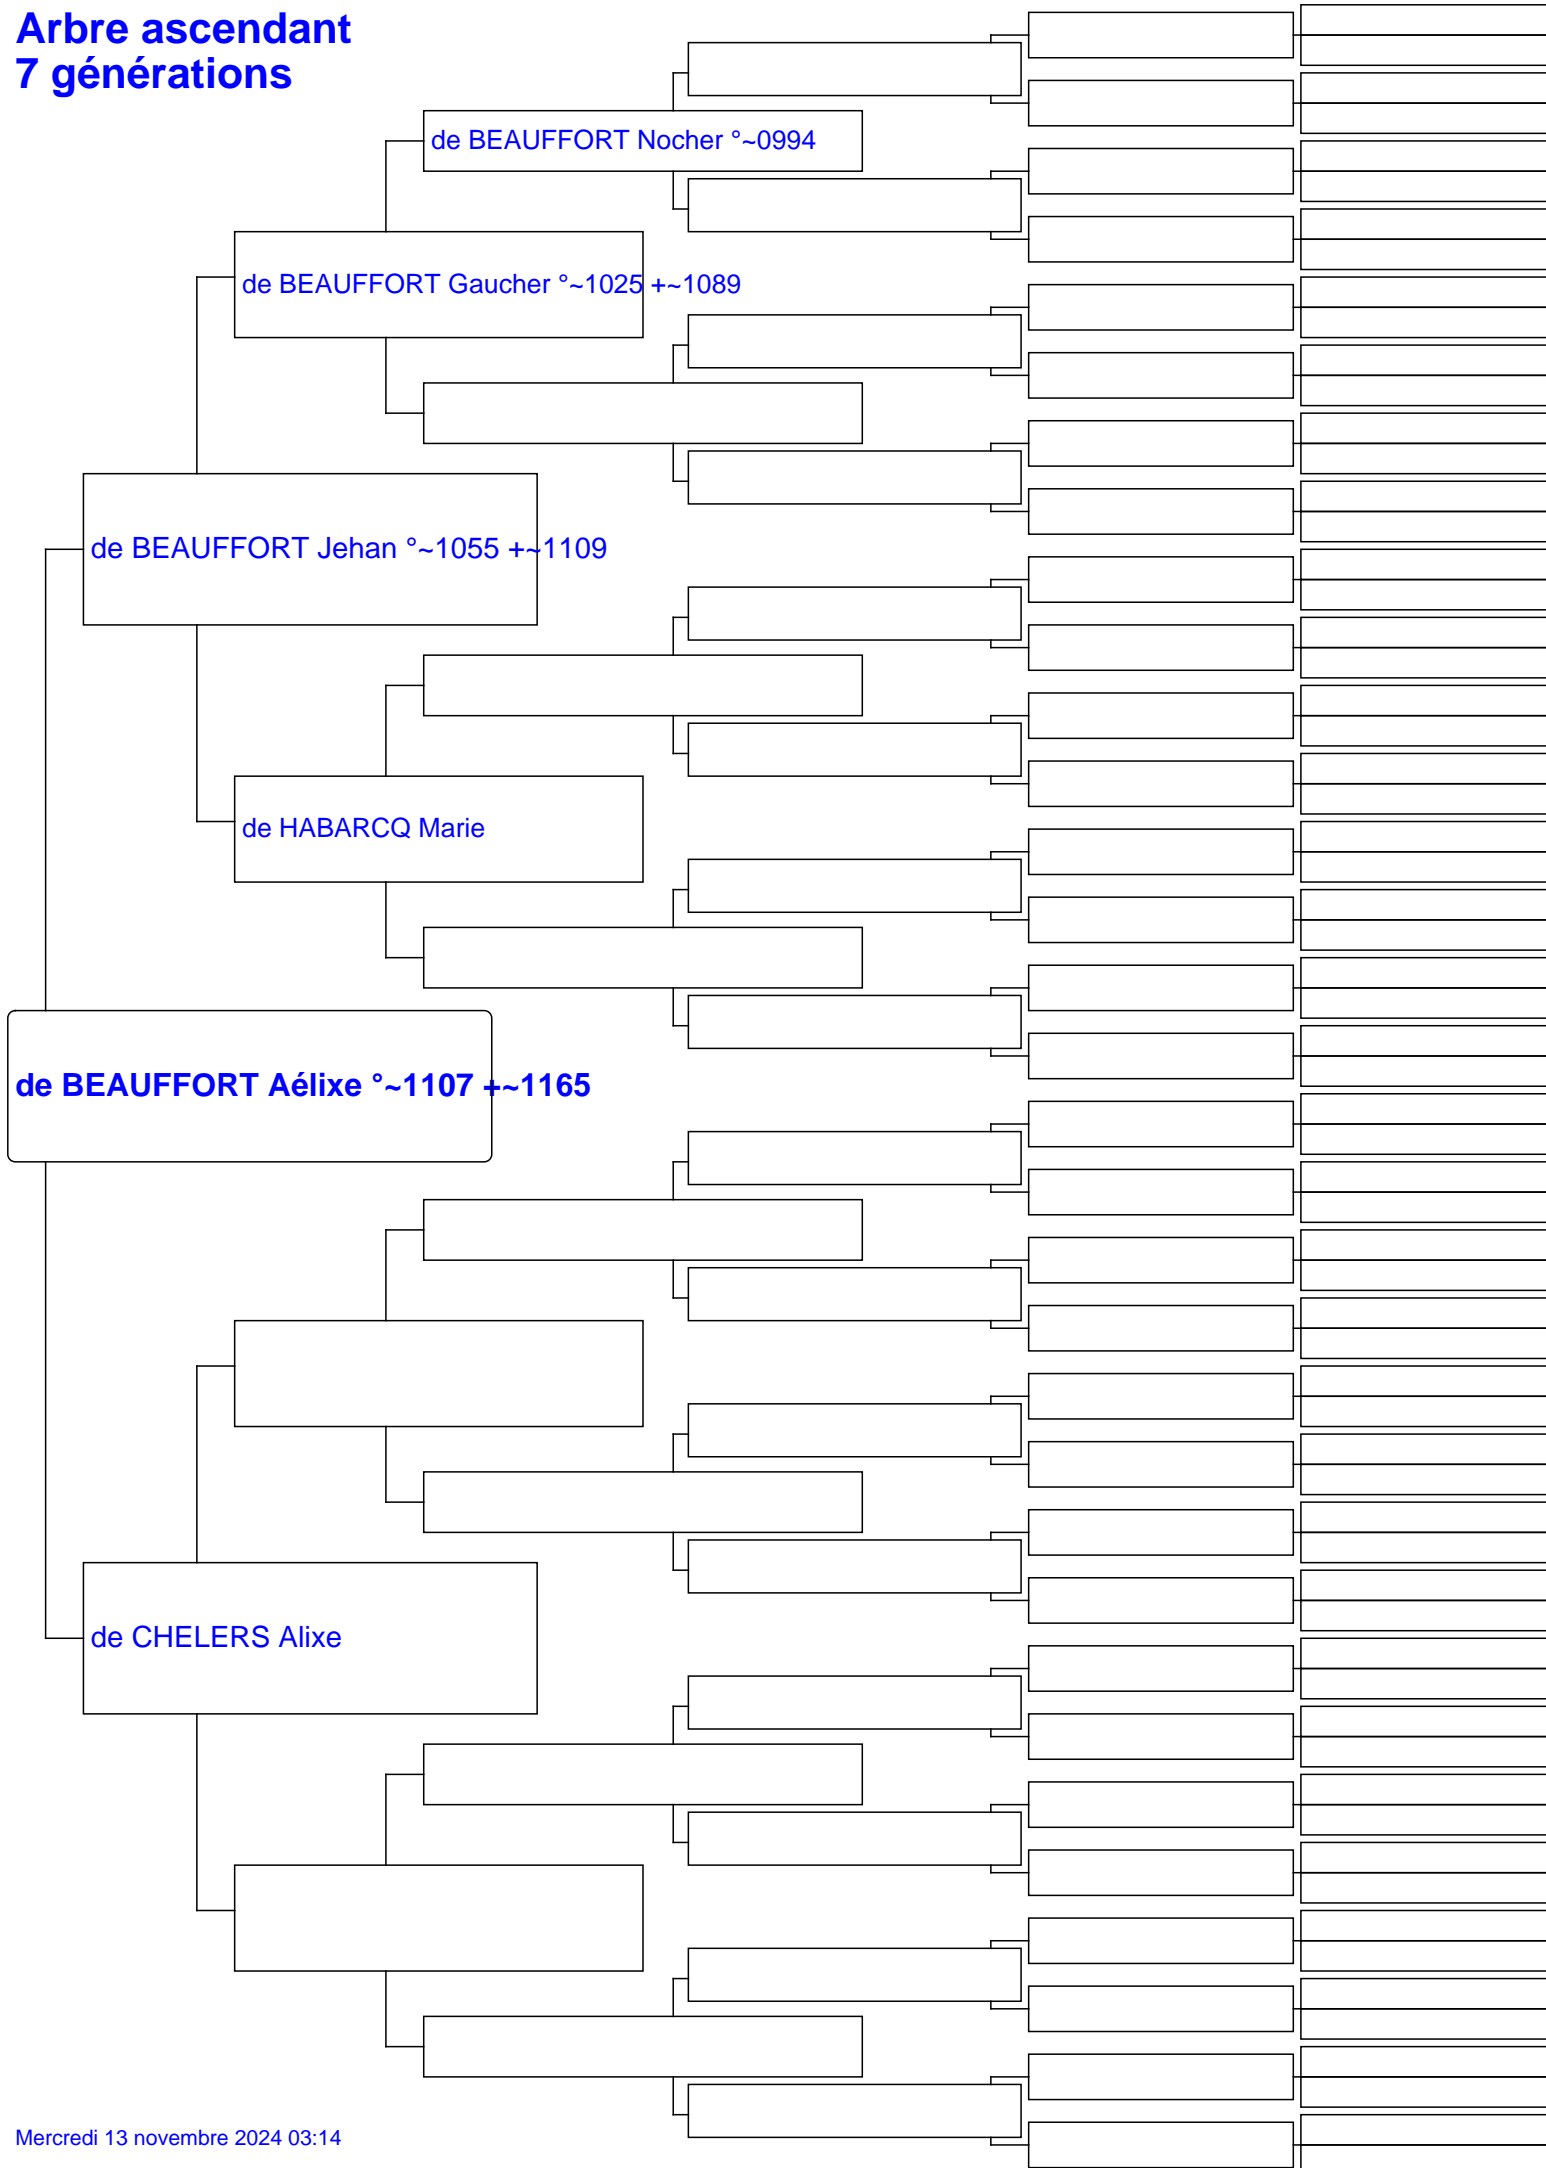 Arbre ascendant
7 générations
de BEAUFFORT Nocher °~0994
de BEAUFFORT Gaucher °~1025 +~1089
de BEAUFFORT Jehan °~1055 +~1109
de HABARCQ Marie
de BEAUFFORT Aélixe °~1107 +~1165
de CHELERS Alixe
Mercredi 13 novembre 2024 03:14